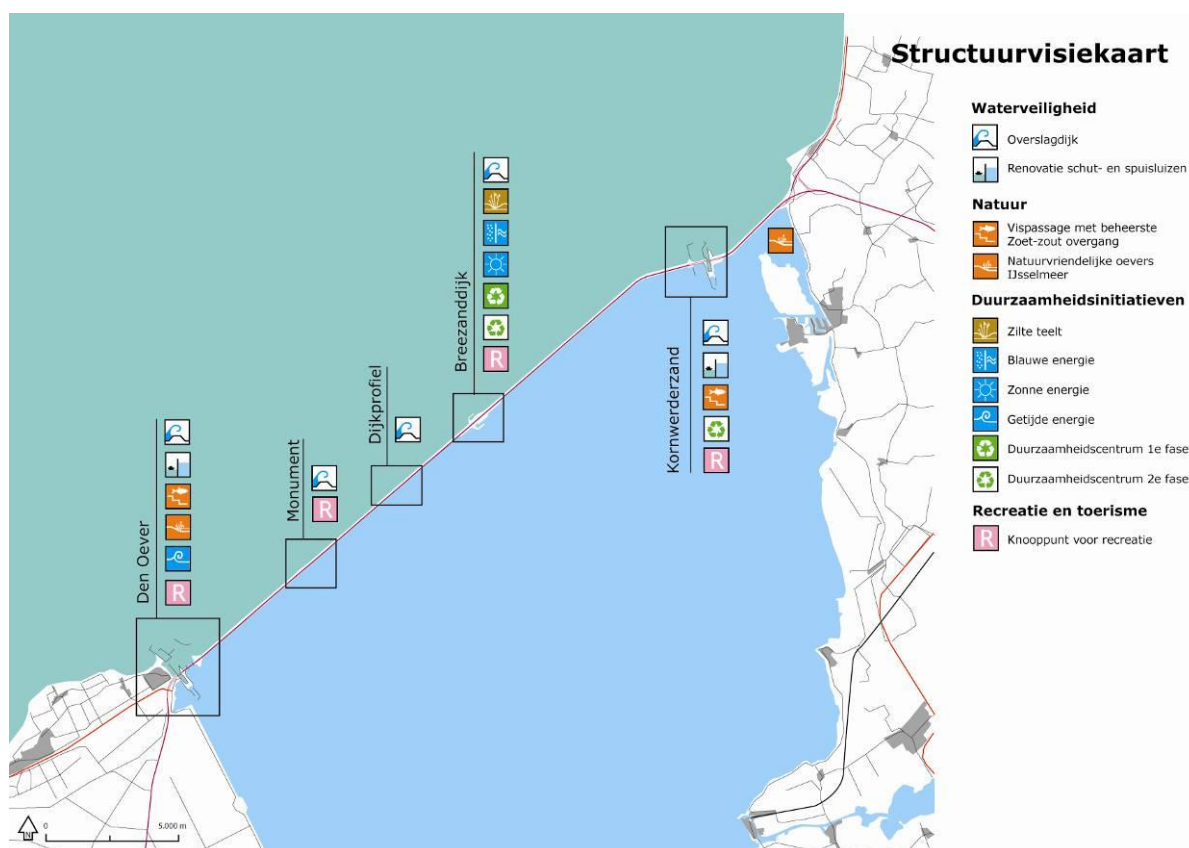 Structuurvisiekaart
Waterveiligheid
Overslagdijk
Renovatie schut- en spuisluizen
Natuur
Vispassage met beheerste
Zoet-zout overgang
Natuurvriendelijke oevers
IJsselmeer
Duurzaamheidsinitiatieven
Zilte teelt
Blauwe energie
Zonne energie
Getijde energie
Duurzaamheidscentrum 1e fase
Duurzaamheidscentrum 2e fase
Recreatie en toerisme
R
Knooppunt voor recreatie
Breezanddijk
R
Kornwerderzand
R
Dijkprofiel
Monument
R
Den Oever
R
N
0
5.000 m